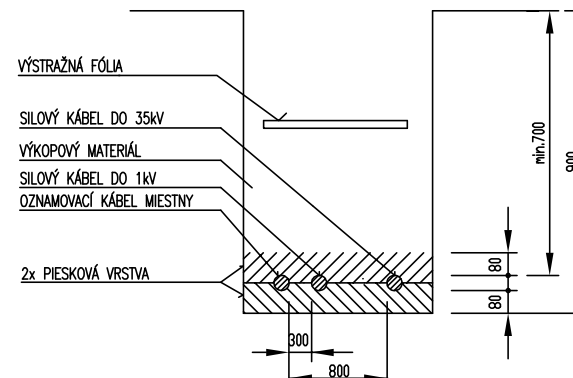 VÝSTRAŽNÁ FÓLIA
SILOVÝ KÁBEL DO 35kV
VÝKOPOVÝ MATERIÁL
SILOVÝ KÁBEL DO 1kV
OZNAMOVACÍ KÁBEL MIESTNY
2x PIESKOVÁ VRSTVA
min.700
900
80
80
300
800